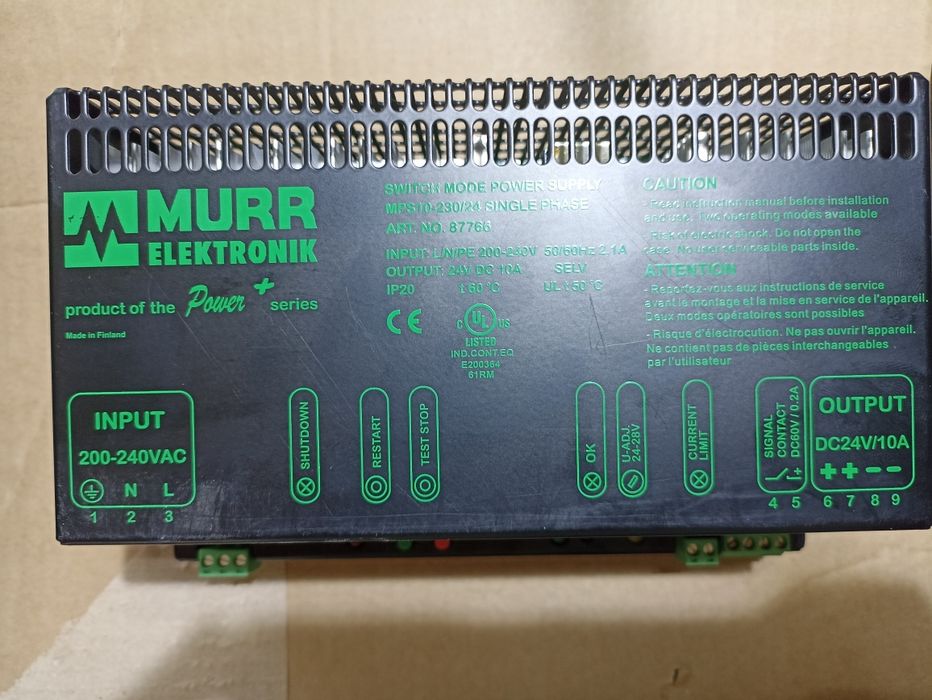 MURR
ELEKTRONIK
product of the Power + series
Made in Finland
SWITCH MODE POWER SUPPLY
MPS10-230/24 SINGLE PHASE
ART. NO. 87766
INPUT: L/N/PE 200-240V 50/60Hz 2.1A
OUTPUT: 24V DC 10A SELV
IP20 t 60 °C UL t 50 °C
CE
C UL US
LISTED
IND.CONT.EQ
E200364
61RM
CAUTION
- Read instruction manual before installation
and use. Two operating modes available
- Risk of electric shock. Do not open the
case. No user serviceable parts inside.
ATTENTION
- Reportez-vous aux instructions de service
avant le montage et la mise en service de l'appareil.
Deux modes opératoires sont possibles
- Risque d'électrocution. Ne pas ouvrir l'appareil.
Ne contient pas de pièces interchangeables
par l'utilisateur
INPUT
200-240VAC
N L
1 2 3
SHUTDOWN
RESTART
TEST STOP
OK
U-ADJ.
24-28V
CURRENT
LIMIT
SIGNAL
CONTACT
DC60V / 0.2A
+
4 5
OUTPUT
DC24V/10A
+ + - -
6 7 8 9